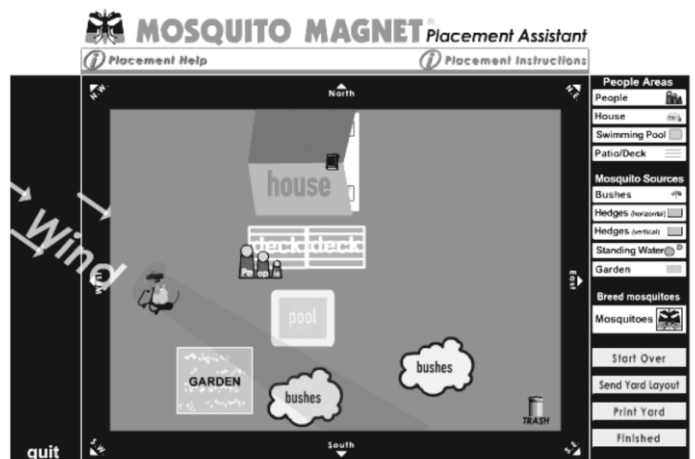 MOSQUITO MAGNET® Placement Assistant
Placement Help
Placement Instructions
N.W.
North
N.E.
People Areas
People
House
Swimming Pool
Patio/Deck
Mosquito Sources
Bushes
Hedges (horizontal)
Hedges (vertical)
Standing Water
Garden
Breed mosquitoes
Mosquitoes
Start Over
Send Yard Layout
Print Yard
Finished
house
deck deck
People
Wind
West
East
pool
GARDEN
bushes
bushes
TRASH
quit
S.W.
South
S.E.